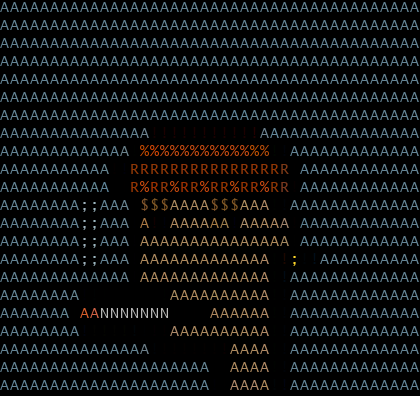 AAAAAAAAAAAAAAAAAAAAAAAAAAAAAAAAAAAAAAAAAA
AAAAAAAAAAAAAAAAAAAAAAAAAAAAAAAAAAAAAAAAAA
AAAAAAAAAAAAAAAAAAAAAAAAAAAAAAAAAAAAAAAAAA
AAAAAAAAAAAAAAAAAAAAAAAAAAAAAAAAAAAAAAAAAA
AAAAAAAAAAAAAAAAAAAAAAAAAAAAAAAAAAAAAAAAAA
AAAAAAAAAAAAAAAAAAAAAAAAAAAAAAAAAAAAAAAAAA
AAAAAAAAAAAAAAAAAAAAAAAAAAAAAAAAAAAAAAAAAA
AAAAAAAAAAAAAAA           AAAAAAAAAAAAAAAA
AAAAAAAAAAAAA %%%%%%%%%%%%%  AAAAAAAAAAAAA
AAAAAAAAAAA  RRRRRRRRRRRRRRRR AAAAAAAAAAAA
AAAAAAAAAAA  R%RR%RR%RR%RR%RR AAAAAAAAAAAA
AAAAAAAA;;AAA $$$AAAA$$$AAA   AAAAAAAAAAAA
AAAAAAAA;;AAA A  AAAAAA AAAAA AAAAAAAAAAAA
AAAAAAAA;;AAA AAAAAAAAAAAAAAA AAAAAAAAAAAA
AAAAAAAA;;AAA AAAAAAAAAAAAA  ;  AAAAAAAAAA
AAAAAAAAAAAAA AAAAAAAAAAAAA  AAAAAAAAAAAAA
AAAAAAAA         AAAAAAAAAA  AAAAAAAAAAAAA
AAAAAAA AANNNNNNN    AAAAAA  AAAAAAAAAAAAA
AAAAAAAA         AAAAAAAAAA  AAAAAAAAAAAAA
AAAAAAAAAAAAAAA        AAAA  AAAAAAAAAAAAA
AAAAAAAAAAAAAAAAAAAAA  AAAA  AAAAAAAAAAAAA
AAAAAAAAAAAAAAAAAAAAA  AAAA  AAAAAAAAAAAAA